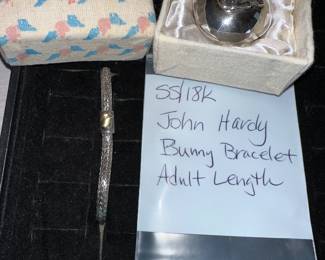 SS/18K
John Hardy
Bunny Bracelet
Adult Length